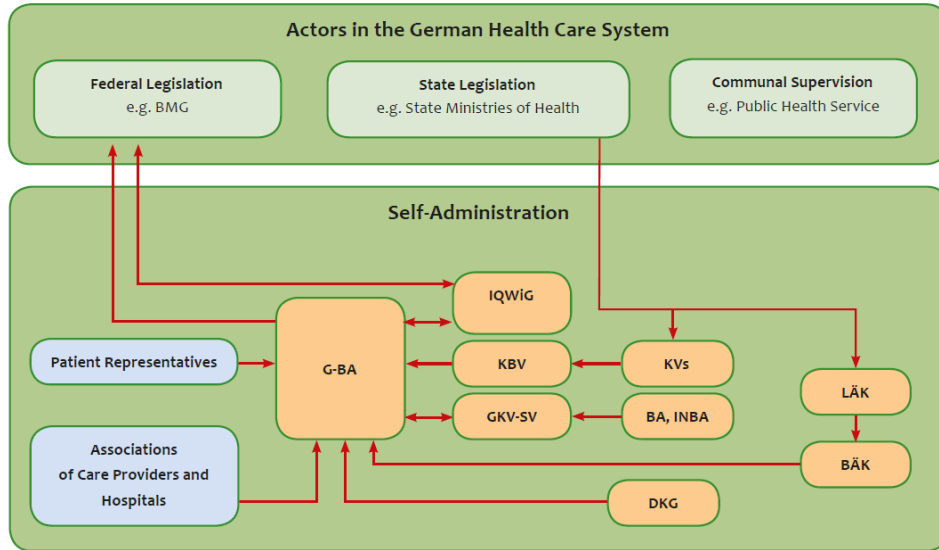 Actors in the German Health Care System
Federal Legislation
e.g. BMG
State Legislation
e.g. State Ministries of Health
Communal Supervision
e.g. Public Health Service
Self-Administration
IQWiG
Patient Representatives
G-BA
KBV
KVs
GKV-SV
BA, INBA
LÄK
Associations
of Care Providers and
Hospitals
BÄK
DKG